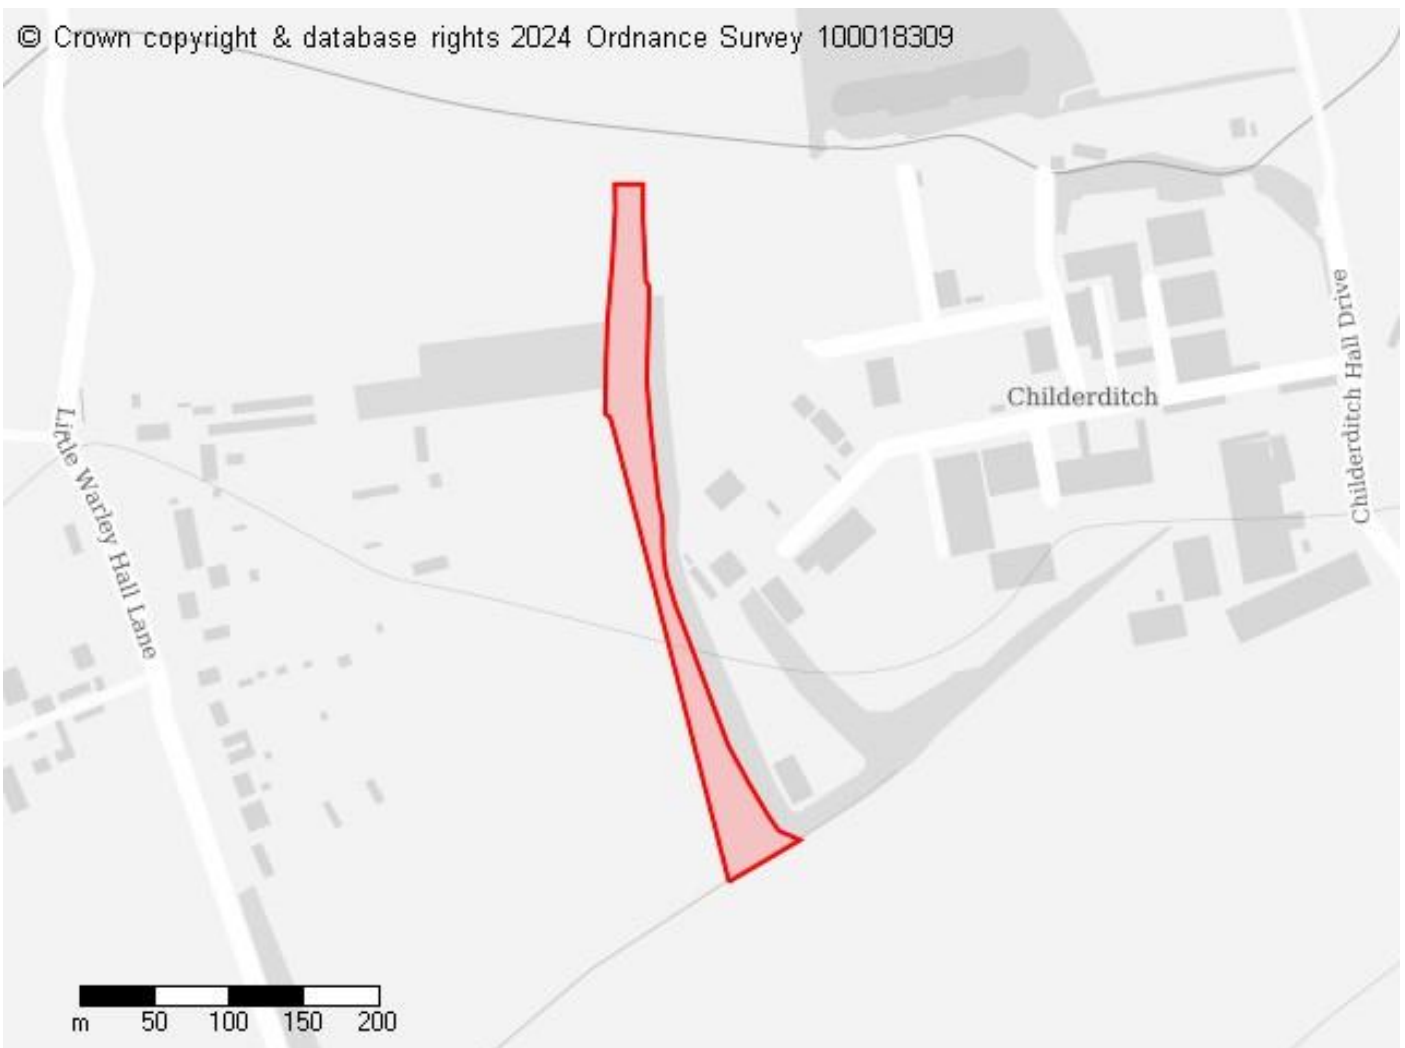 © Crown copyright & database rights 2024 Ordnance Survey 100018309
Childerditch Hall Drive
Childerditch
Little Warley Hall Lane
m 50 100 150 200